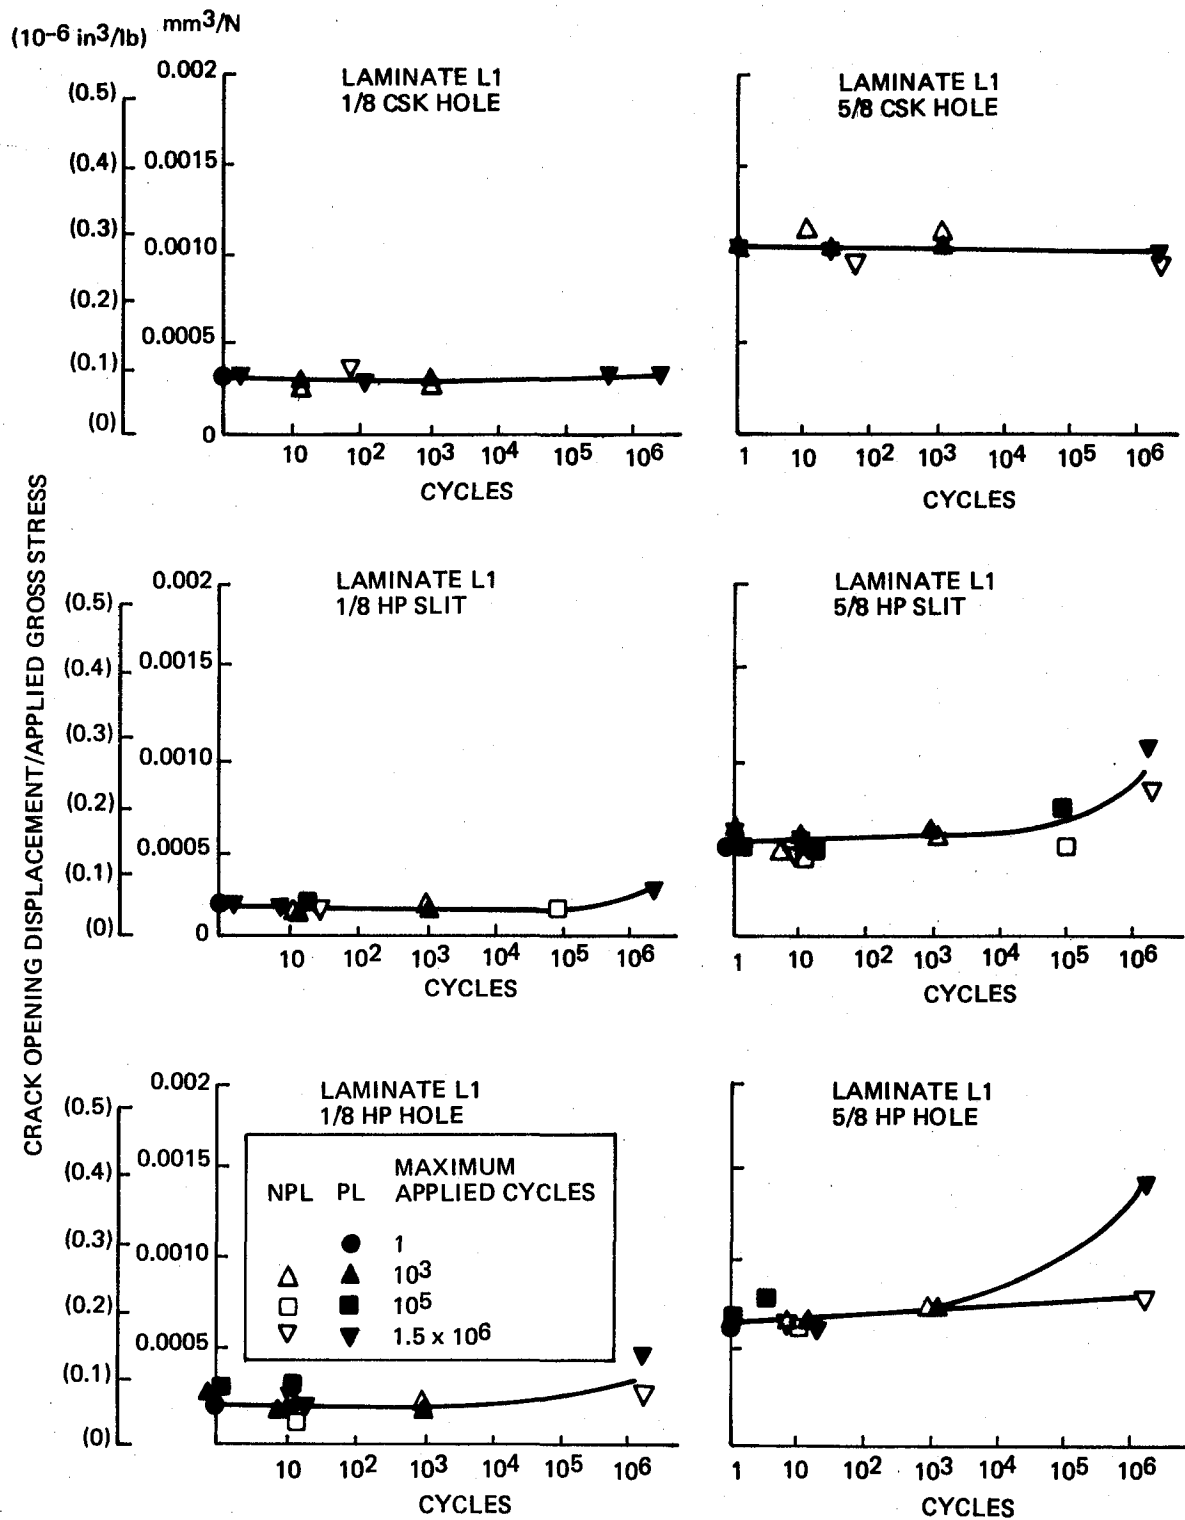 (10⁻⁶ in³/lb) mm³/N
CRACK OPENING DISPLACEMENT/APPLIED GROSS STRESS
LAMINATE L1
1/8 CSK HOLE
0.002
(0.5)
(0.4) 0.0015
(0.3) 0.0010
(0.2)
0.0005
(0.1)
(0) 0
10 10² 10³ 10⁴ 10⁵ 10⁶
CYCLES
LAMINATE L1
5/8 CSK HOLE
1 10 10² 10³ 10⁴ 10⁵ 10⁶
CYCLES
LAMINATE L1
1/8 HP SLIT
0.002
(0.5)
(0.4) 0.0015
(0.3) 0.0010
(0.2)
0.0005
(0.1)
(0) 0
10 10² 10³ 10⁴ 10⁵ 10⁶
CYCLES
LAMINATE L1
5/8 HP SLIT
1 10 10² 10³ 10⁴ 10⁵ 10⁶
CYCLES
LAMINATE L1
1/8 HP HOLE
0.002
(0.5)
(0.4) 0.0015
(0.3) 0.0010
(0.2)
0.0005
(0.1)
(0) 0
MAXIMUM
NPL PL APPLIED CYCLES
1
10³
10⁵
1.5 x 10⁶
10 10² 10³ 10⁴ 10⁵ 10⁶
CYCLES
LAMINATE L1
5/8 HP HOLE
1 10 10² 10³ 10⁴ 10⁵ 10⁶
CYCLES